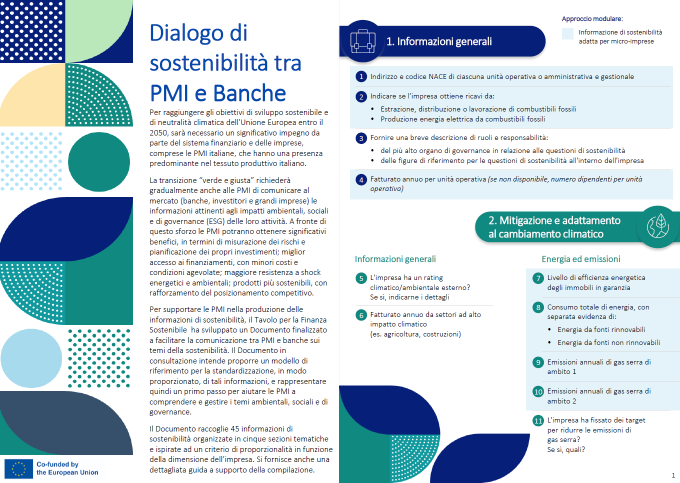 Dialogo di
sostenibilità tra
PMI e Banche
Per raggiungere gli obiettivi di sviluppo sostenibile e
di neutralità climatica dell'Unione Europea entro il
2050, sarà necessario un significativo impegno da
parte del sistema finanziario e delle imprese,
comprese le PMI italiane, che hanno una presenza
predominante nel tessuto produttivo italiano.
La transizione "verde e giusta" richiederà
gradualmente anche alle PMI di comunicare al
mercato (banche, investitori e grandi imprese) le
informazioni attinenti agli impatti ambientali, sociali
e di governance (ESG) delle loro attività. A fronte di
questo sforzo le PMI potranno ottenere significativi
benefici, in termini di misurazione dei rischi e
pianificazione dei propri investimenti; miglior
accesso ai finanziamenti, con minori costi e
condizioni agevolate; maggiore resistenza a shock
energetici e ambientali; prodotti più sostenibili, con
rafforzamento del posizionamento competitivo.
Per supportare le PMI nella produzione delle
informazioni di sostenibilità, il Tavolo per la Finanza
Sostenibile ha sviluppato un Documento finalizzato
a facilitare la comunicazione tra PMI e banche sui
temi della sostenibilità. Il Documento in
consultazione intende proporre un modello di
riferimento per la standardizzazione, in modo
proporzionato, di tali informazioni, e rappresentare
quindi un primo passo per aiutare le PMI a
comprendere e gestire i temi ambientali, sociali e di
governance.
Il Documento raccoglie 45 informazioni di
sostenibilità organizzate in cinque sezioni tematiche
e ispirate ad un criterio di proporzionalità in funzione
della dimensione dell'impresa. Si fornisce anche una
dettagliata guida a supporto della compilazione.
Co-funded by
the European Union
Approccio modulare:
Informazione di sostenibilità
adatta per micro-imprese
1. Informazioni generali
1 Indirizzo e codice NACE di ciascuna unità operativa o amministrativa e gestionale
2 Indicare se l'impresa ottiene ricavi da:
• Estrazione, distribuzione o lavorazione di combustibili fossili
• Produzione energia elettrica da combustibili fossili
3 Fornire una breve descrizione di ruoli e responsabilità:
• del più alto organo di governance in relazione alle questioni di sostenibilità
• delle figure di riferimento per le questioni di sostenibilità all'interno dell'impresa
4 Fatturato annuo per unità operativa (se non disponibile, numero dipendenti per unità
operativa)
2. Mitigazione e adattamento
al cambiamento climatico
Informazioni generali
5 L'impresa ha un rating
climatico/ambientale esterno?
Se si, indicarne i dettagli
6 Fatturato annuo da settori ad alto
impatto climatico
(es. agricoltura, costruzioni)
Energia ed emissioni
7 Livello di efficienza energetica
degli immobili in garanzia
8 Consumo totale di energia, con
separata evidenza di:
• Energia da fonti rinnovabili
• Energia da fonti non rinnovabili
9 Emissioni annuali di gas serra di
ambito 1
10 Emissioni annuali di gas serra di
ambito 2
11 L'impresa ha fissato dei target
per ridurre le emissioni di
gas serra?
Se si, quali?
1